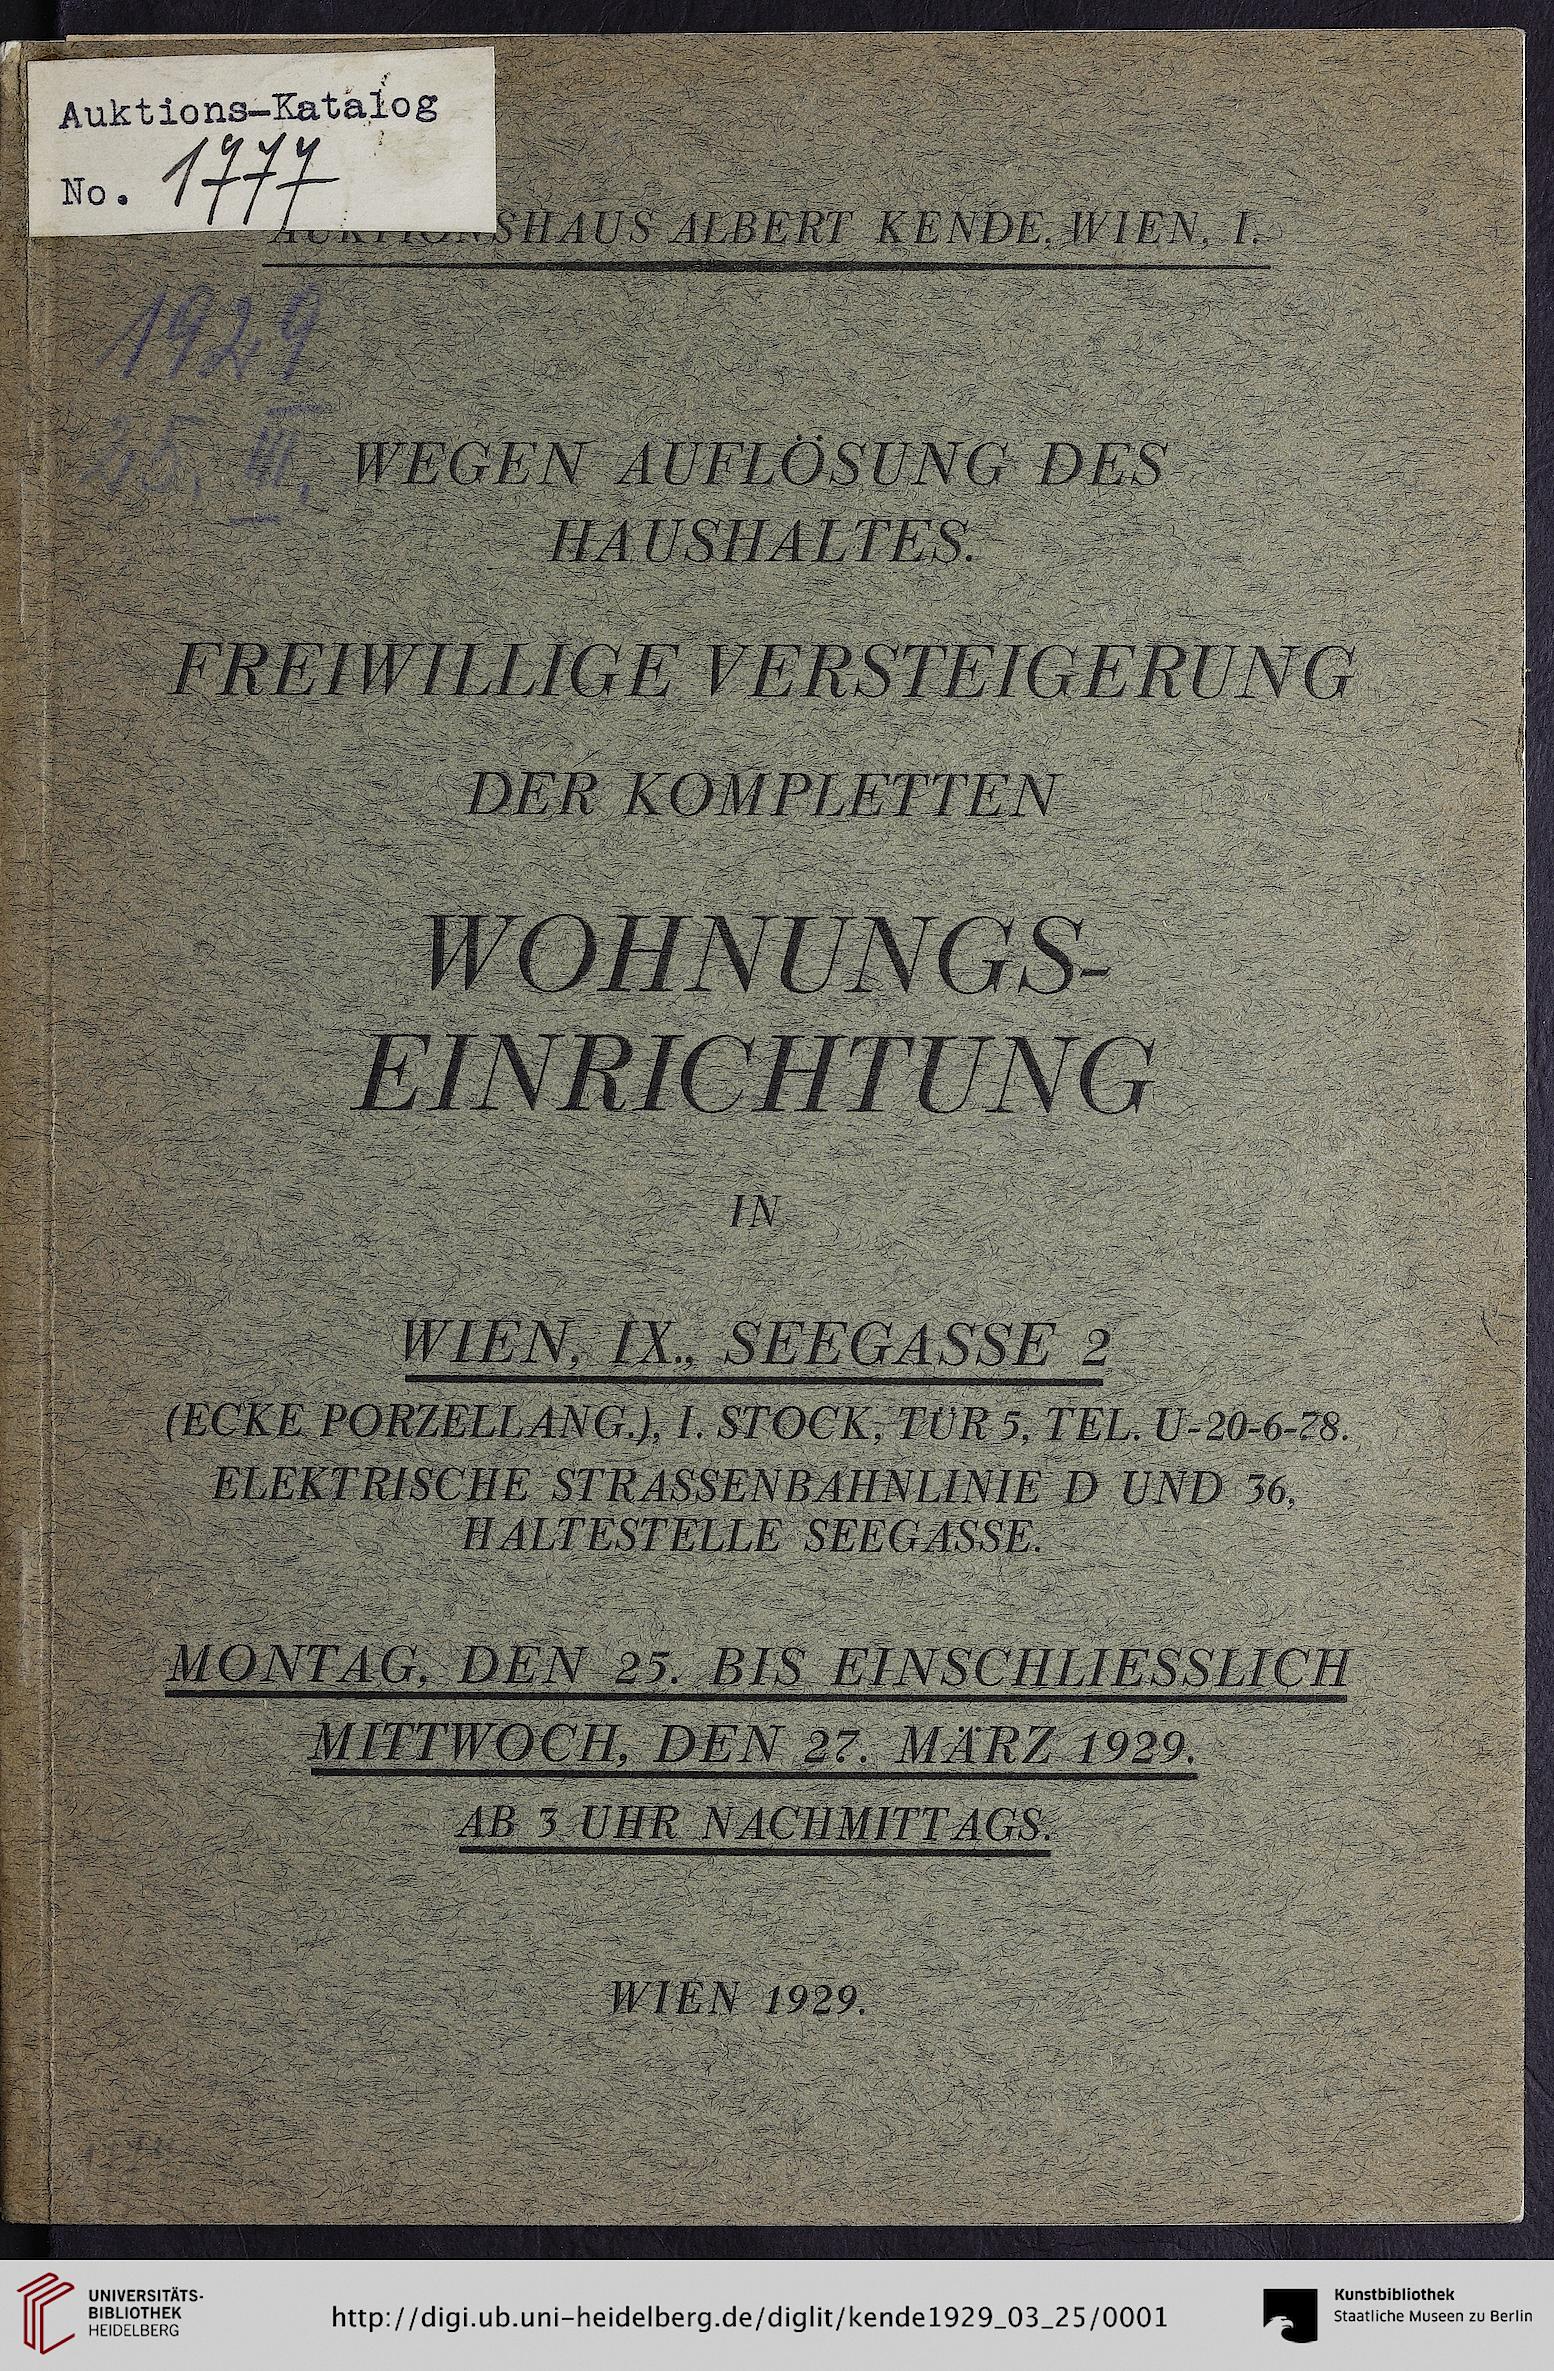 Auktions-Katalog
No. 1777
AUKTIONSHAUS ALBERT KENDE, WIEN, I.
1929
25. III.
WEGEN AUFLÖSUNG DES
HAUSHALTES.
FREIWILLIGE VERSTEIGERUNG
DER KOMPLETTEN
WOHNUNGS-
EINRICHTUNG
IN
WIEN, IX., SEEGASSE 2
(ECKE PORZELLANG.), I. STOCK, TÜR 5, TEL. U-20-6-78.
ELEKTRISCHE STRASSENBAHNLINIE D UND 36,
HALTESTELLE SEEGASSE.
MONTAG, DEN 25. BIS EINSCHLIESSLICH
MITTWOCH, DEN 27. MÄRZ 1929.
AB 3 UHR NACHMITTAGS.
WIEN 1929.
UNIVERSITÄTS-
BIBLIOTHEK
HEIDELBERG
http://digi.ub.uni-heidelberg.de/diglit/kende1929_03_25/0001
Kunstbibliothek
Staatliche Museen zu Berlin